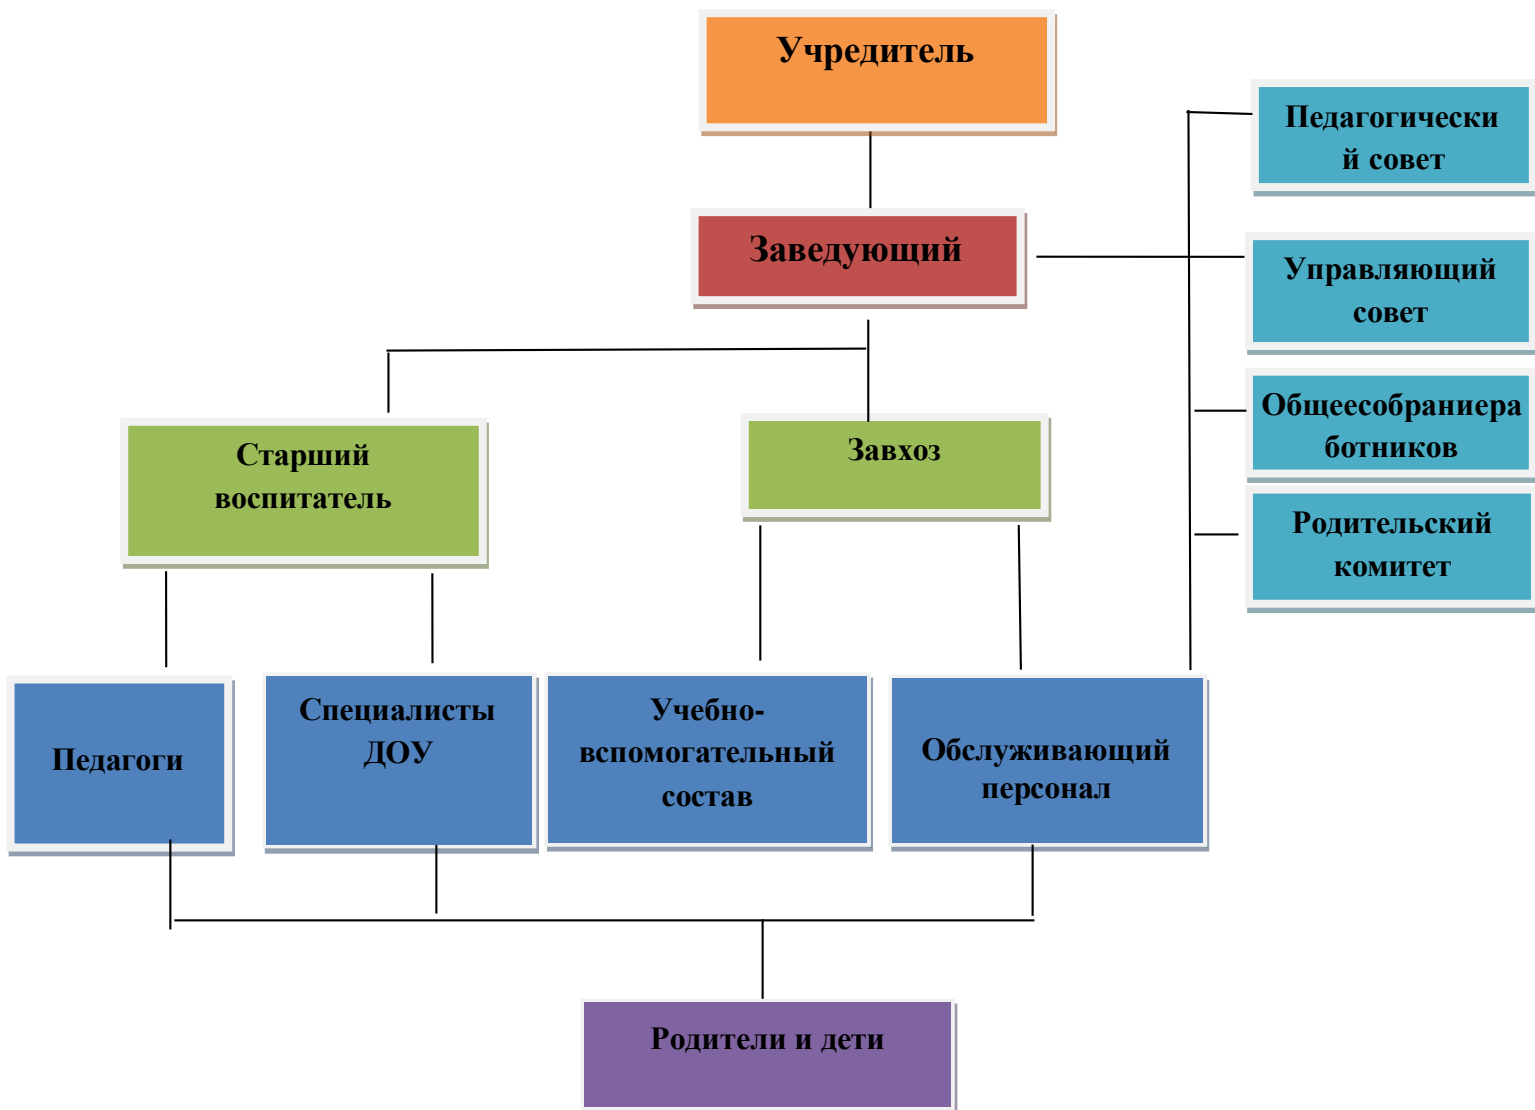 Учредитель
Педагогически
й совет
Заведующий
Управляющий
совет
Общеесобраниера
ботников
Старший
воспитатель
Завхоз
Родительский
комитет
Педагоги
Специалисты
ДОУ
Учебно-
вспомогательный
состав
Обслуживающий
персонал
Родители и дети